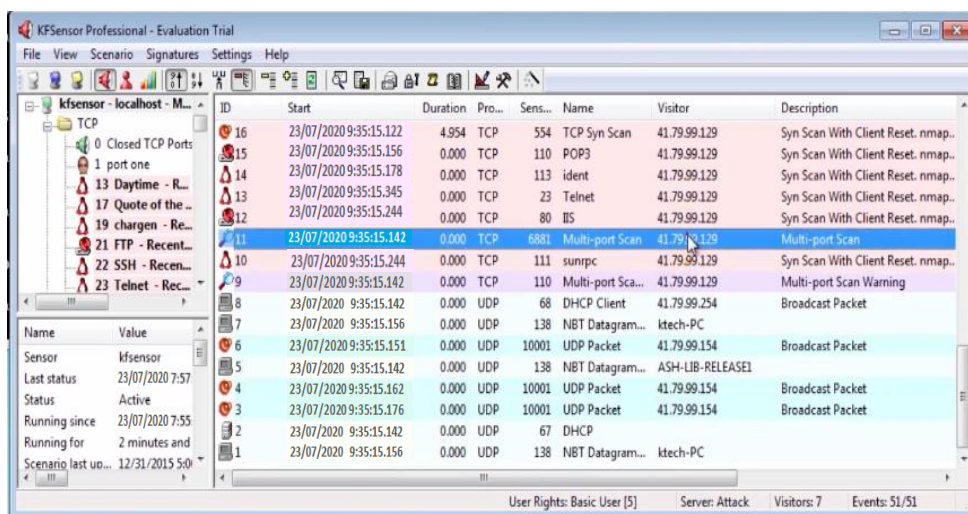 KFSensor Professional - Evaluation Trial
File View Scenario Signatures Settings Help
kfsensor - localhost - M...
TCP
0 Closed TCP Ports
1 port one
13 Daytime - R...
17 Quote of the ...
19 chargen - Re...
21 FTP - Recent...
22 SSH - Recen...
23 Telnet - Rec...
Name Value
Sensor kfsensor
Last status 23/07/2020 7:57
Status Active
Running since 23/07/2020 7:55
Running for 2 minutes and
Scenario last up... 12/31/2015 5:0
ID Start Duration Pro... Sens... Name Visitor Description
16 23/07/2020 9:35:15.122 4.954 TCP 554 TCP Syn Scan 41.79.99.129 Syn Scan With Client Reset. nmap..
15 23/07/2020 9:35:15.156 0.000 TCP 110 POP3 41.79.99.129 Syn Scan With Client Reset. nmap..
14 23/07/2020 9:35:15.178 0.000 TCP 113 ident 41.79.99.129 Syn Scan With Client Reset. nmap..
13 23/07/2020 9:35:15.345 0.000 TCP 23 Telnet 41.79.99.129 Syn Scan With Client Reset. nmap..
12 23/07/2020 9:35:15.244 0.000 TCP 80 IIS 41.79.99.129 Syn Scan With Client Reset. nmap..
11 23/07/2020 9:35:15.142 0.000 TCP 6881 Multi-port Scan 41.79.99.129 Multi-port Scan
10 23/07/2020 9:35:15.244 0.000 TCP 111 sunrpc 41.79.99.129 Syn Scan With Client Reset. nmap..
9 23/07/2020 9:35:15.142 0.000 TCP 110 Multi-port Sca... 41.79.99.129 Multi-port Scan Warning
8 23/07/2020 9:35:15.142 0.000 UDP 68 DHCP Client 41.79.99.254 Broadcast Packet
7 23/07/2020 9:35:15.156 0.000 UDP 138 NBT Datagram... ktech-PC
6 23/07/2020 9:35:15.151 0.000 UDP 10001 UDP Packet 41.79.99.154 Broadcast Packet
5 23/07/2020 9:35:15.142 0.000 UDP 138 NBT Datagram... ASH-LIB-RELEASE1
4 23/07/2020 9:35:15.162 0.000 UDP 10001 UDP Packet 41.79.99.154 Broadcast Packet
3 23/07/2020 9:35:15.176 0.000 UDP 10001 UDP Packet 41.79.99.154 Broadcast Packet
2 23/07/2020 9:35:15.142 0.000 UDP 67 DHCP
1 23/07/2020 9:35:15.156 0.000 UDP 138 NBT Datagram... ktech-PC
User Rights: Basic User [5] Server: Attack Visitors: 7 Events: 51/51